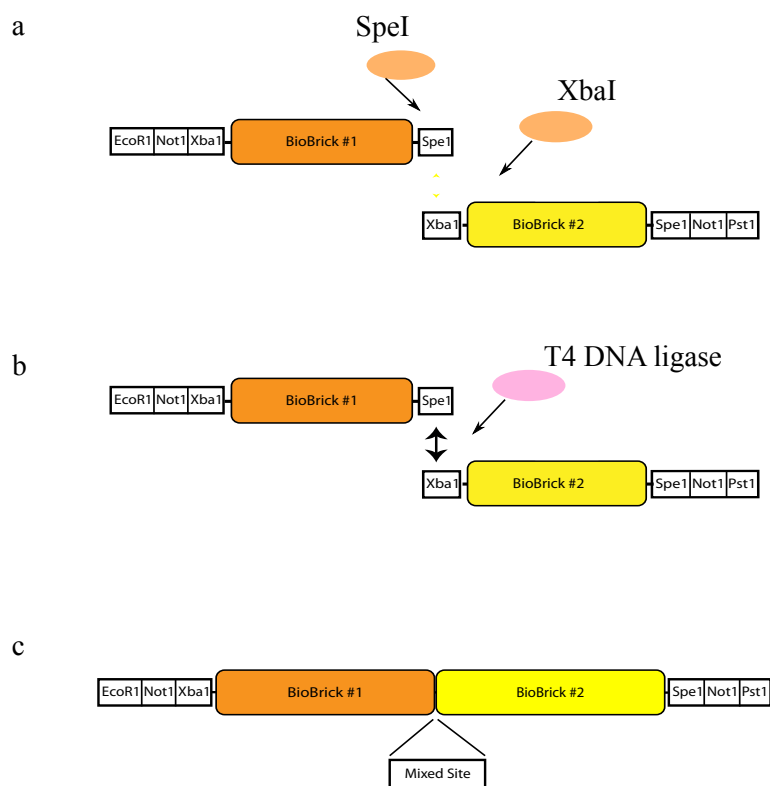 a
SpeI
XbaI
EcoR1 Not1 Xba1 BioBrick #1 Spe1
Xba1 BioBrick #2 Spe1 Not1 Pst1
b
T4 DNA ligase
EcoR1 Not1 Xba1 BioBrick #1 Spe1
Xba1 BioBrick #2 Spe1 Not1 Pst1
c
EcoR1 Not1 Xba1 BioBrick #1 BioBrick #2 Spe1 Not1 Pst1
Mixed Site